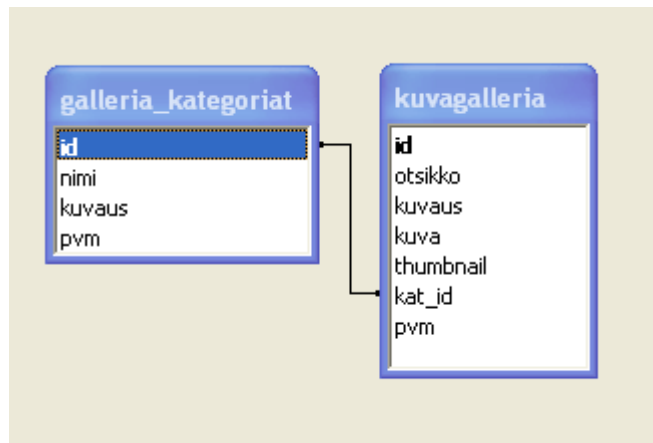 galleria_kategoriat
id
nimi
kuvaus
pvm
kuvagalleria
id
otsikko
kuvaus
kuva
thumbnail
kat_id
pvm